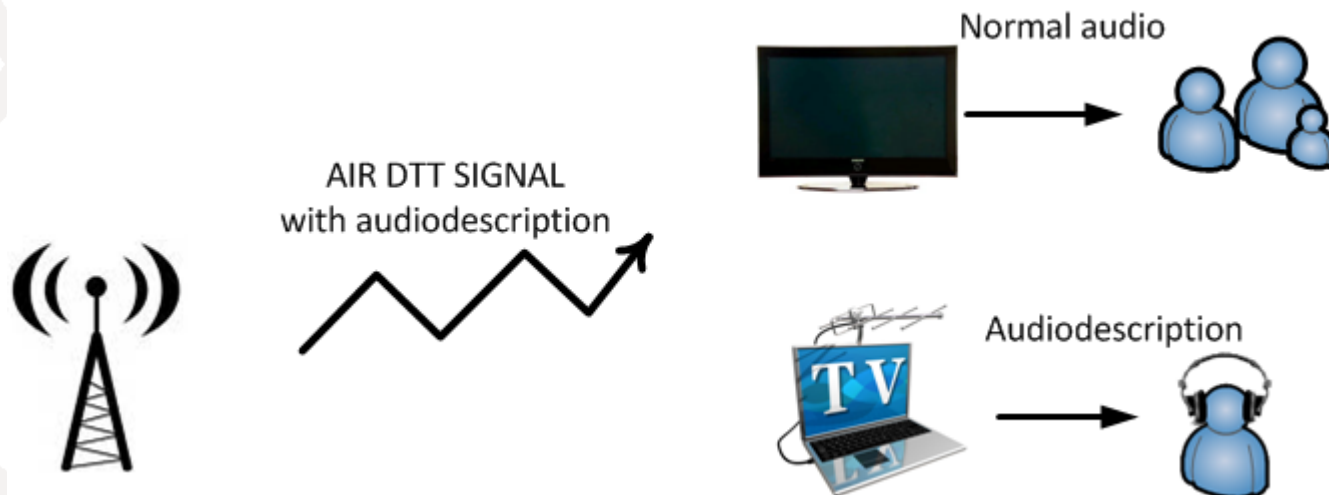 Normal audio
AIR DTT SIGNAL
with audiodescription
Audiodescription
TV